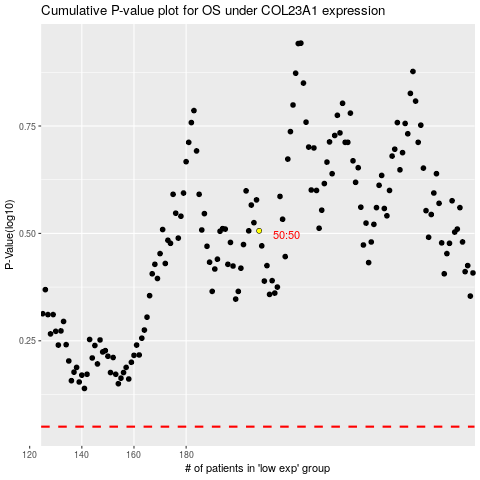 Cumulative P-value plot for OS under COL23A1 expression
P-Value(log10)
0.75
0.50
0.25
50:50
120 140 160 180
# of patients in 'low exp' group